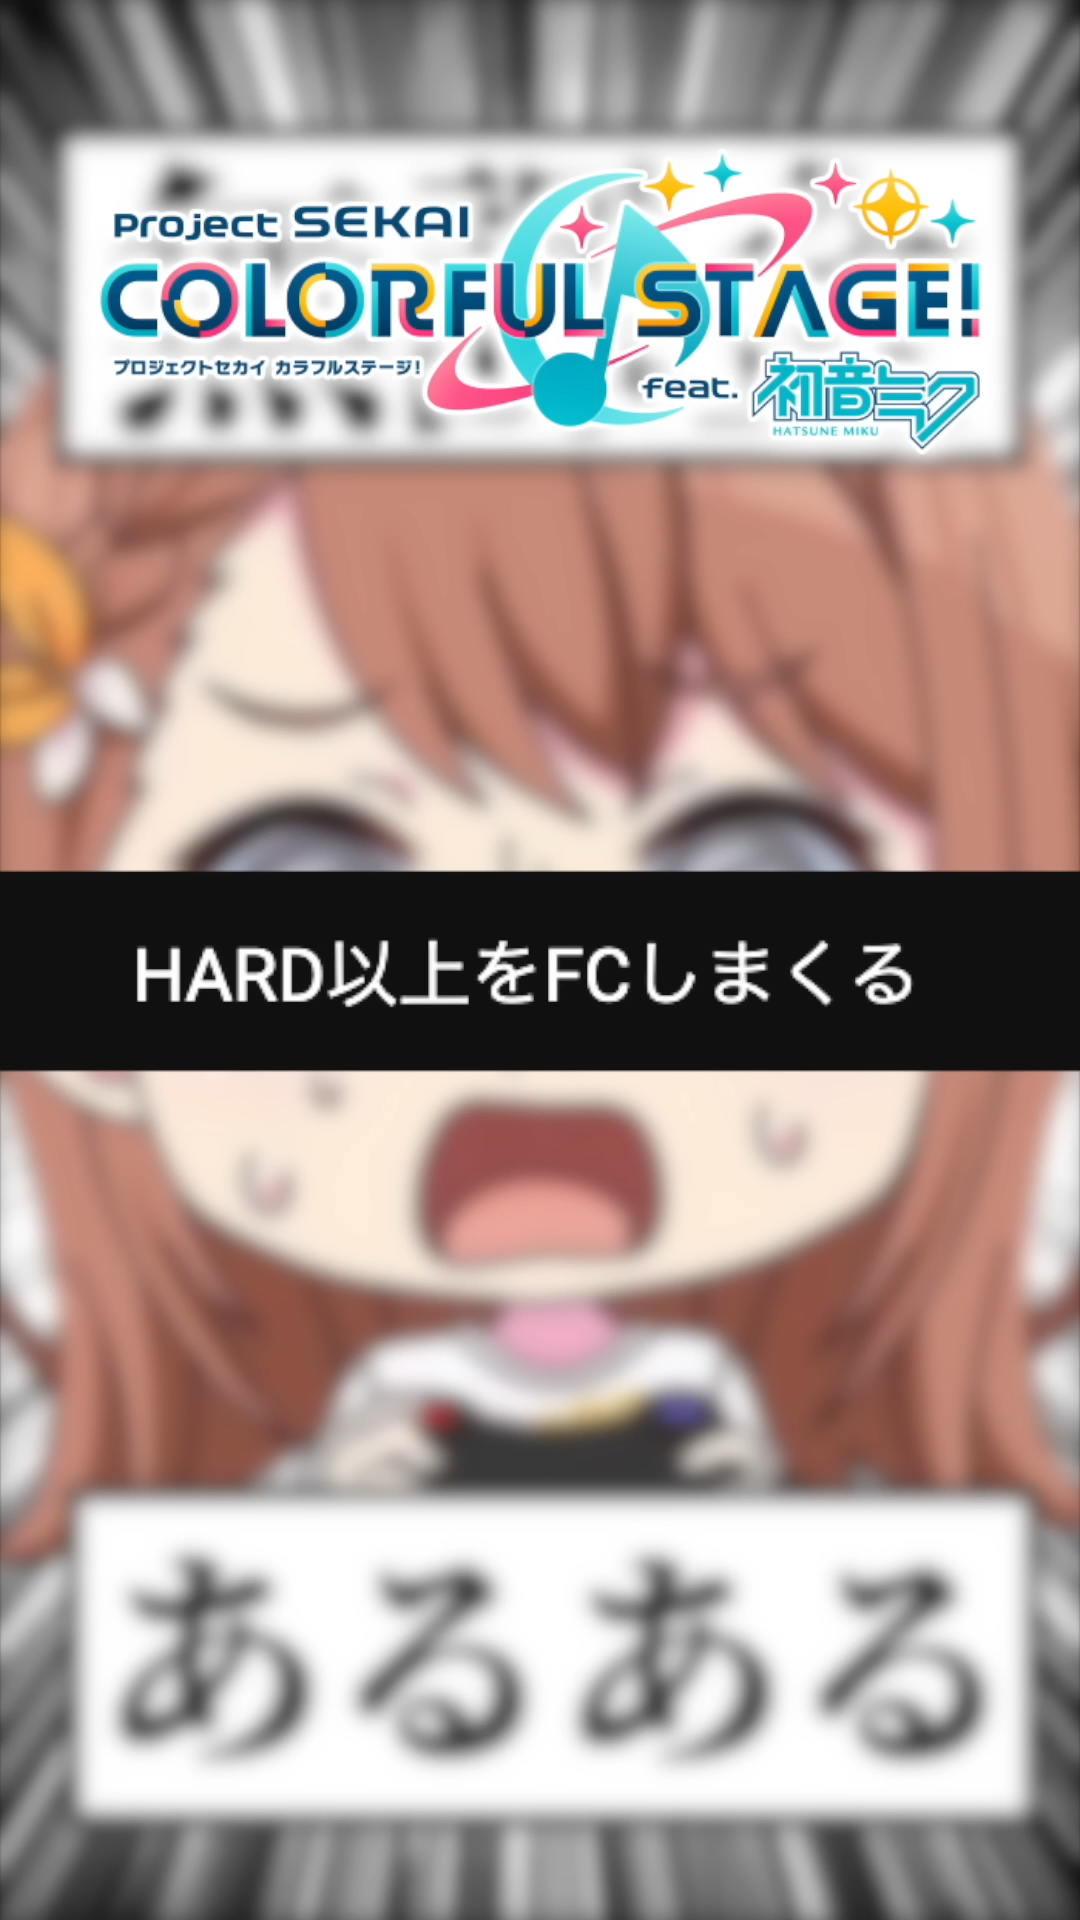 Project SEKAI
COLORFUL STAGE!
プロジェクトセカイ カラフルステージ!
feat. 初音ミク
HATSUNE MIKU
HARD以上をFCしまくる
あるある